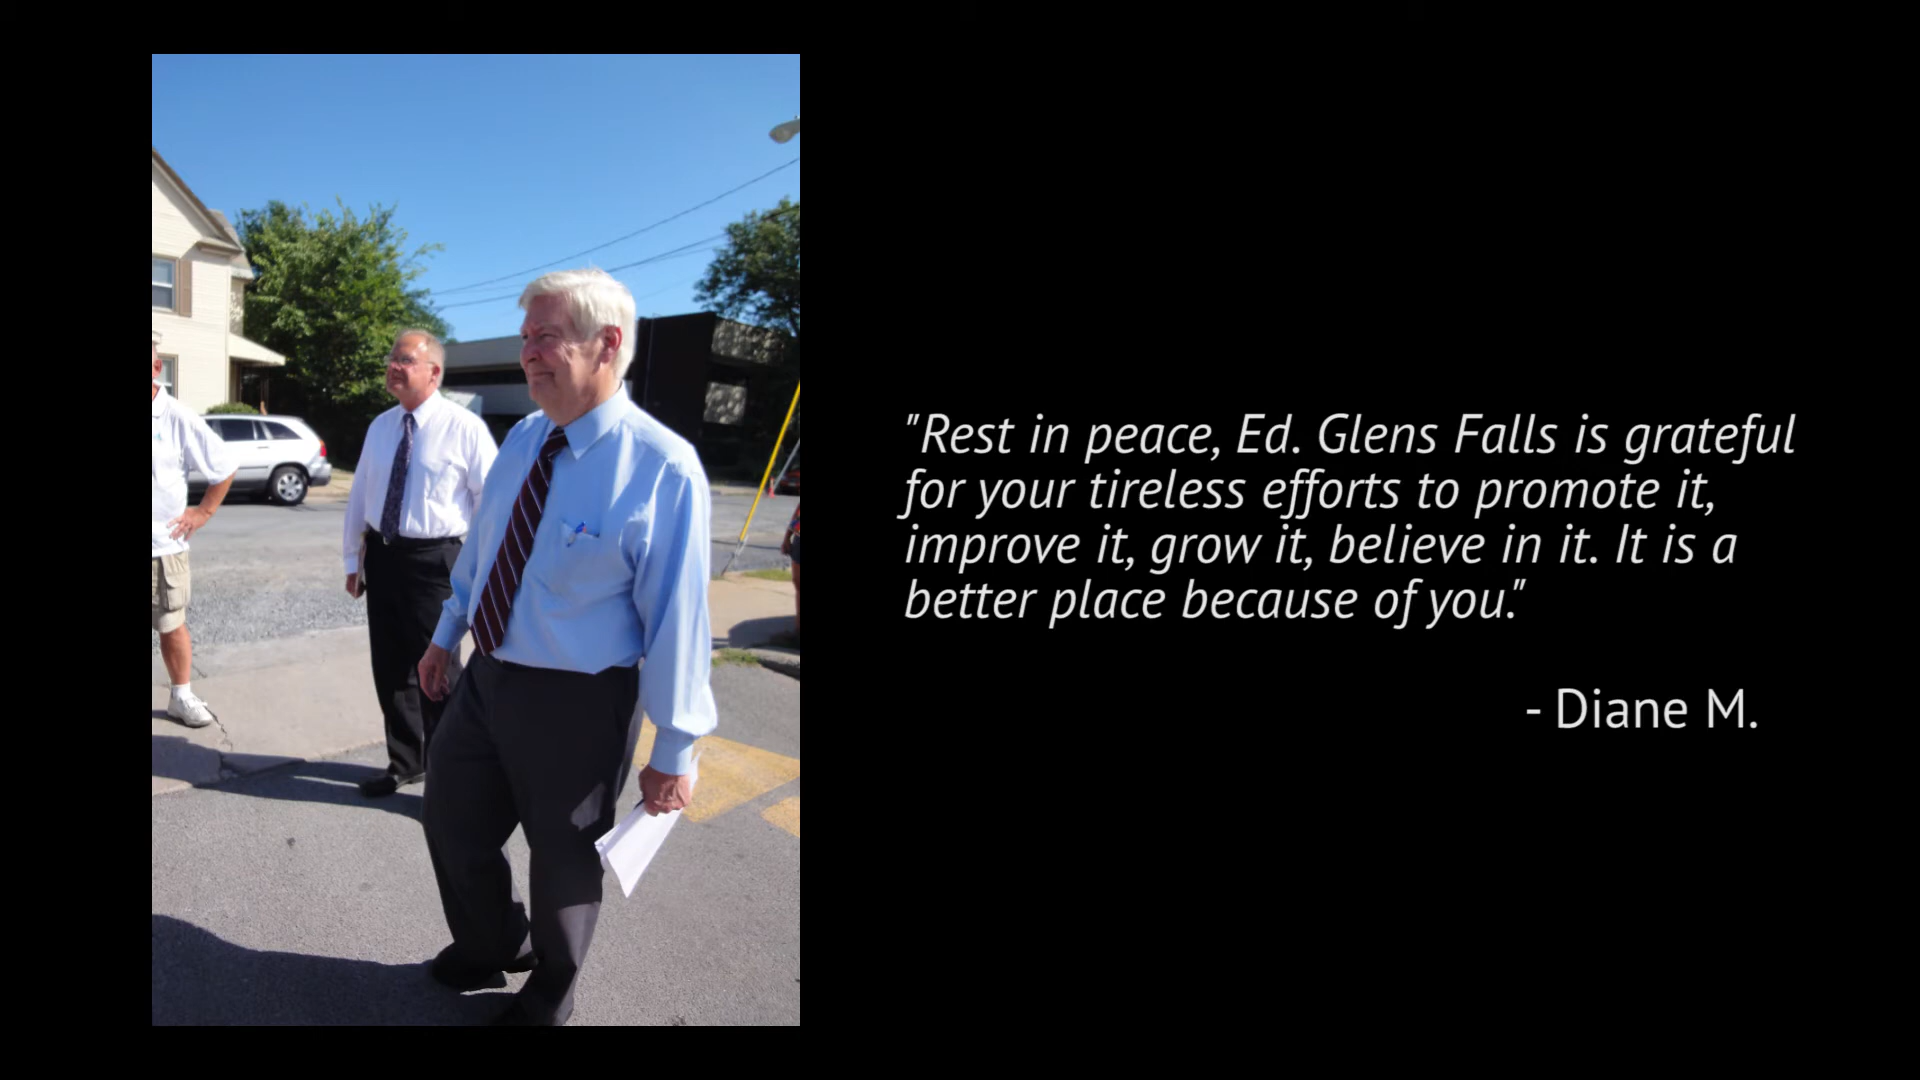 "Rest in peace, Ed. Glens Falls is grateful
for your tireless efforts to promote it,
improve it, grow it, believe in it. It is a
better place because of you."
- Diane M.